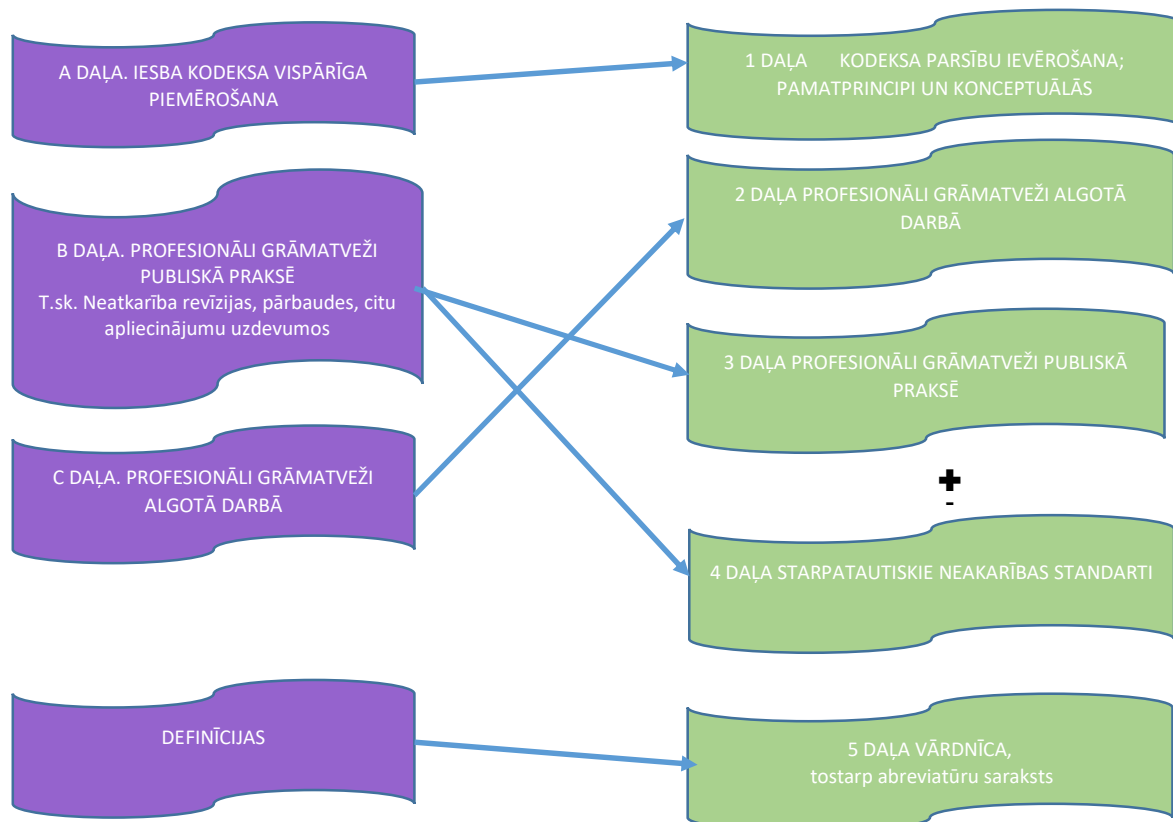 A DAĻA. IESBA KODEKSA VISPĀRĪGA
PIEMĒROŠANA
B DAĻA. PROFESIONĀLI GRĀMATVEŽI
PUBLISKĀ PRAKSĒ
T.sk. Neatkarība revīzijas, pārbaudes, citu
apliecinājumu uzdevumos
C DAĻA. PROFESIONĀLI GRĀMATVEŽI
ALGOTĀ DARBĀ
DEFINĪCIJAS
1 DAĻA KODEKSA PARSĪBU IEVĒROŠANA;
PAMATPRINCIPI UN KONCEPTUĀLĀS
2 DAĻA PROFESIONĀLI GRĀMATVEŽI ALGOTĀ
DARBĀ
3 DAĻA PROFESIONĀLI GRĀMATVEŽI PUBLISKĀ
PRAKSĒ
+
-
4 DAĻA STARPATAUTISKIE NEAKARĪBAS STANDARTI
5 DAĻA VĀRDNĪCA,
tostarp abreviatūru saraksts